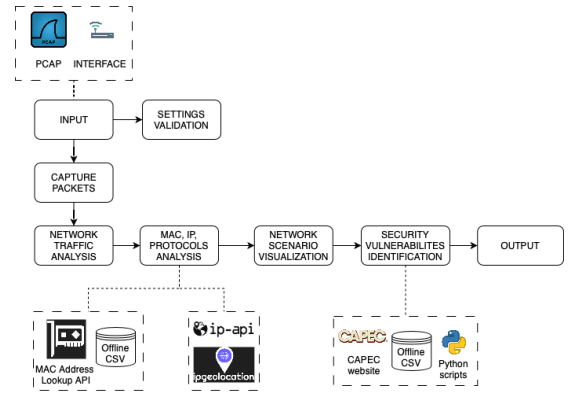 PCAP
PCAP INTERFACE
INPUT
SETTINGS
VALIDATION
CAPTURE
PACKETS
NETWORK
TRAFFIC
ANALYSIS
MAC, IP,
PROTOCOLS
ANALYSIS
NETWORK
SCENARIO
VISUALIZATION
SECURITY
VULNERABILITES
IDENTIFICATION
OUTPUT
MAC Address
Lookup API
Offline
CSV
ip-api
ipgeolocation
CAPEC
CAPEC
website
Offline
CSV
Python
scripts